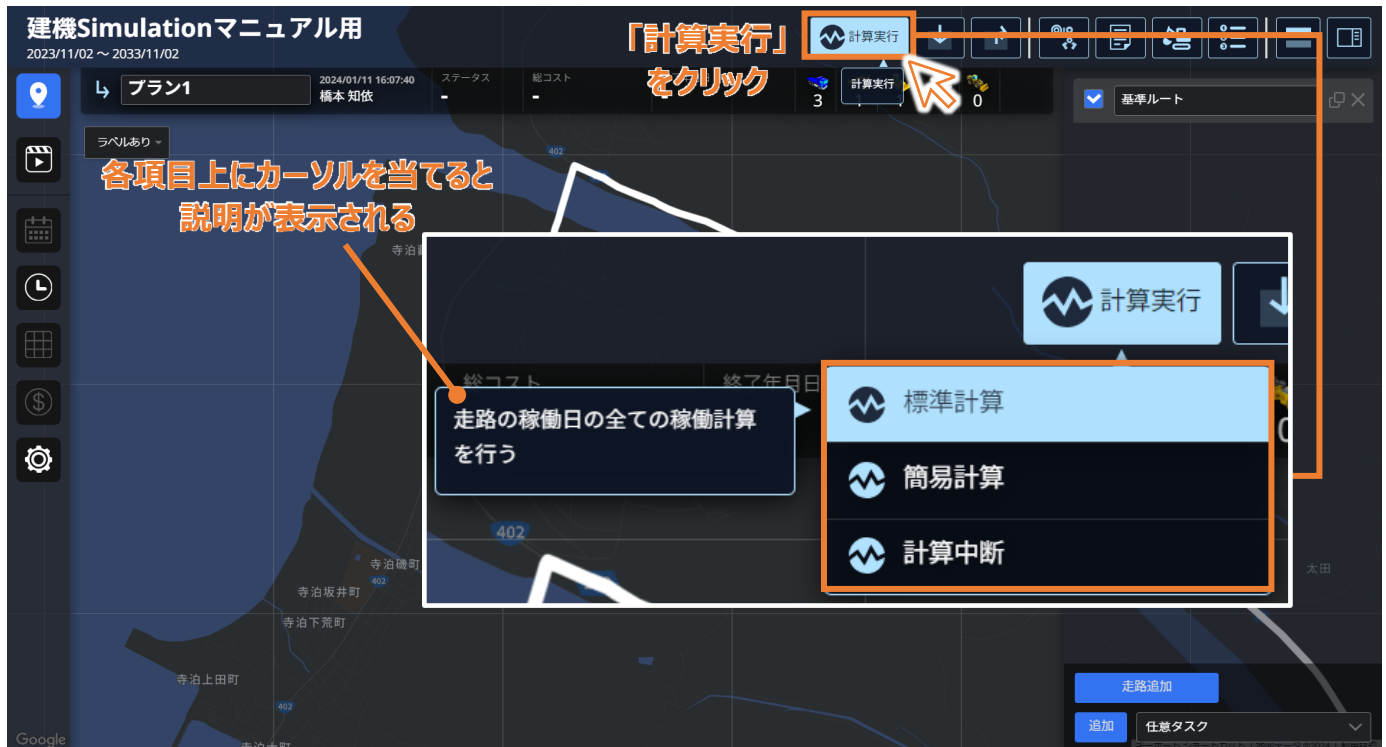 建機Simulationマニュアル用
2023/11/02 ～ 2033/11/02
「計算実行」
をクリック
計算実行
プラン1
2024/01/11 16:07:40
橋本 知依
ステータス
-
総コスト
-
-
3
計算実行
0
基準ルート
ラベルあり
402
各項目上にカーソルを当てると
説明が表示される
寺泊
計算実行
総コスト
終了年月日
走路の稼働日の全ての稼働計算
を行う
標準計算
簡易計算
計算中断
402
寺泊磯町
402
寺泊坂井町
寺泊下荒町
太田
寺泊上田町
402
走路追加
追加
任意タスク
Google